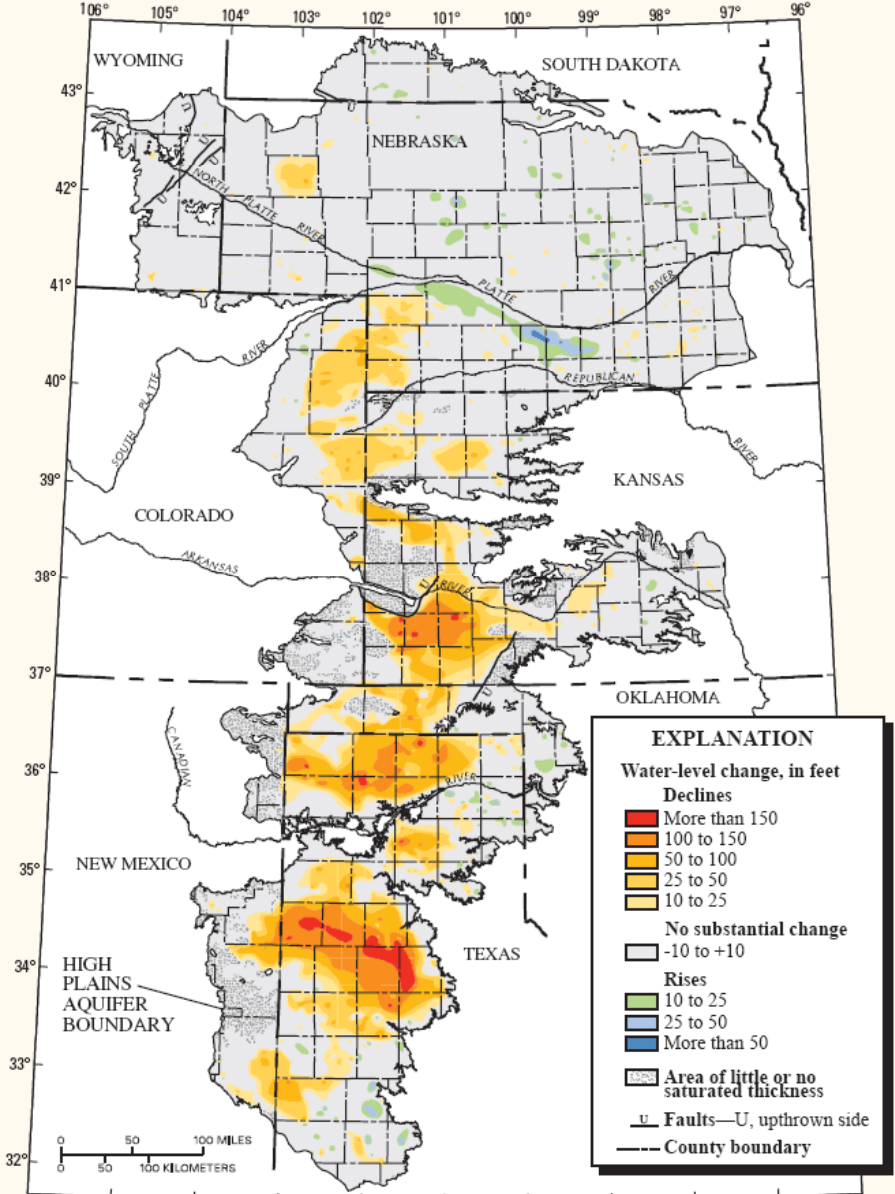 106° 105° 104° 103° 102° 101° 100° 99° 98° 97° 96°
WYOMING
SOUTH DAKOTA
43°
U
U
NEBRASKA
U
U
42°
U
NORTH PLATTE RIVER
41°
PLATTE RIVER
SOUTH PLATTE RIVER
40°
REPUBLICAN RIVER
39°
KANSAS
COLORADO
ARKANSAS RIVER
38°
U
37°
U
OKLAHOMA
CANADIAN RIVER
36°
35°
NEW MEXICO
TEXAS
34°
HIGH
PLAINS
AQUIFER
BOUNDARY
33°
32°
0 50 100 MILES
0 50 100 KILOMETERS
EXPLANATION
Water-level change, in feet
Declines
More than 150
100 to 150
50 to 100
25 to 50
10 to 25
No substantial change
-10 to +10
Rises
10 to 25
25 to 50
More than 50
Area of little or no
saturated thickness
U Faults—U, upthrown side
County boundary